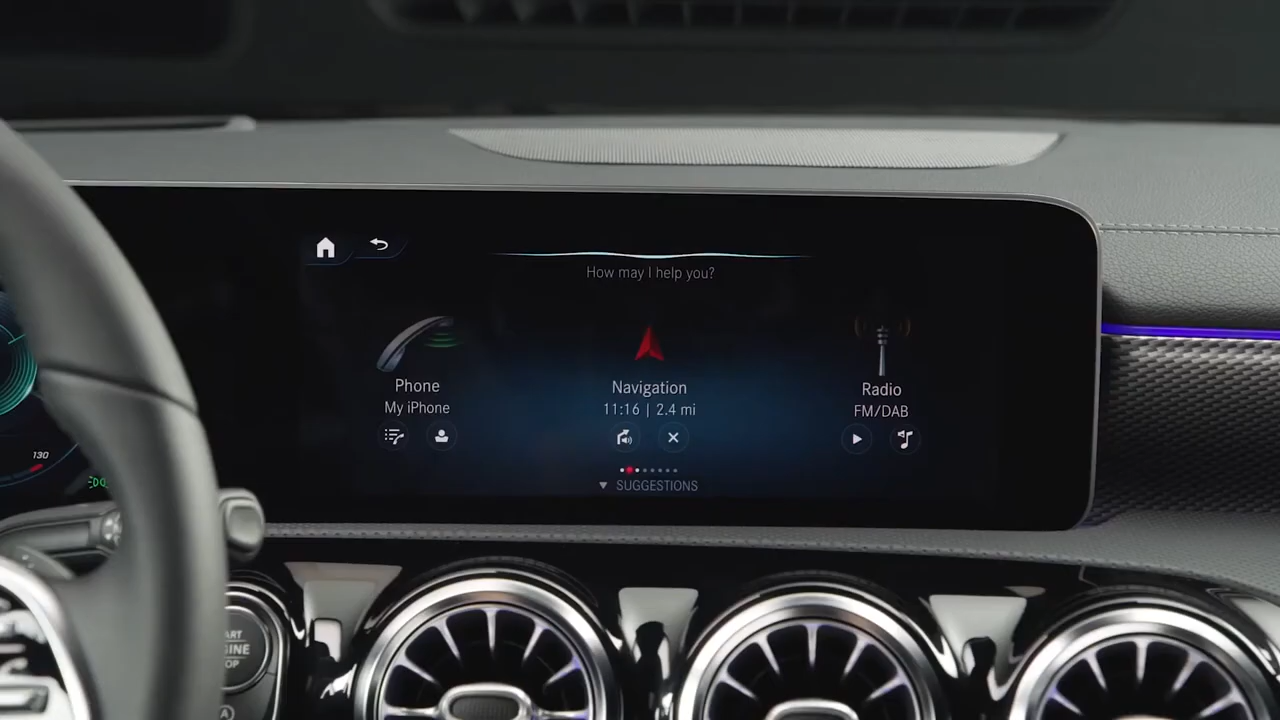 How may I help you?
Phone
My iPhone
Navigation
11:16 | 2.4 mi
Radio
FM/DAB
SUGGESTIONS
130
A